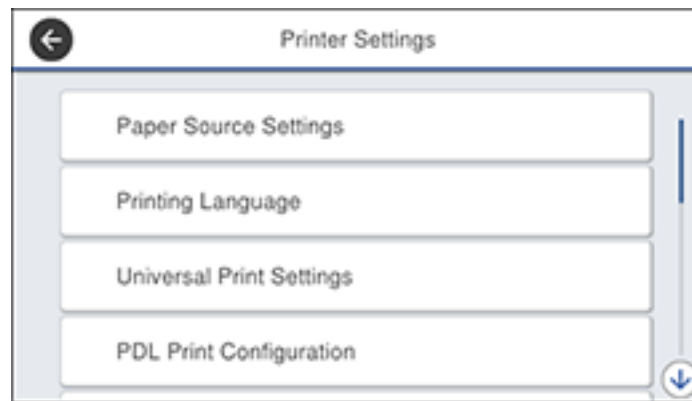 Printer Settings
Paper Source Settings
Printing Language
Universal Print Settings
PDL Print Configuration